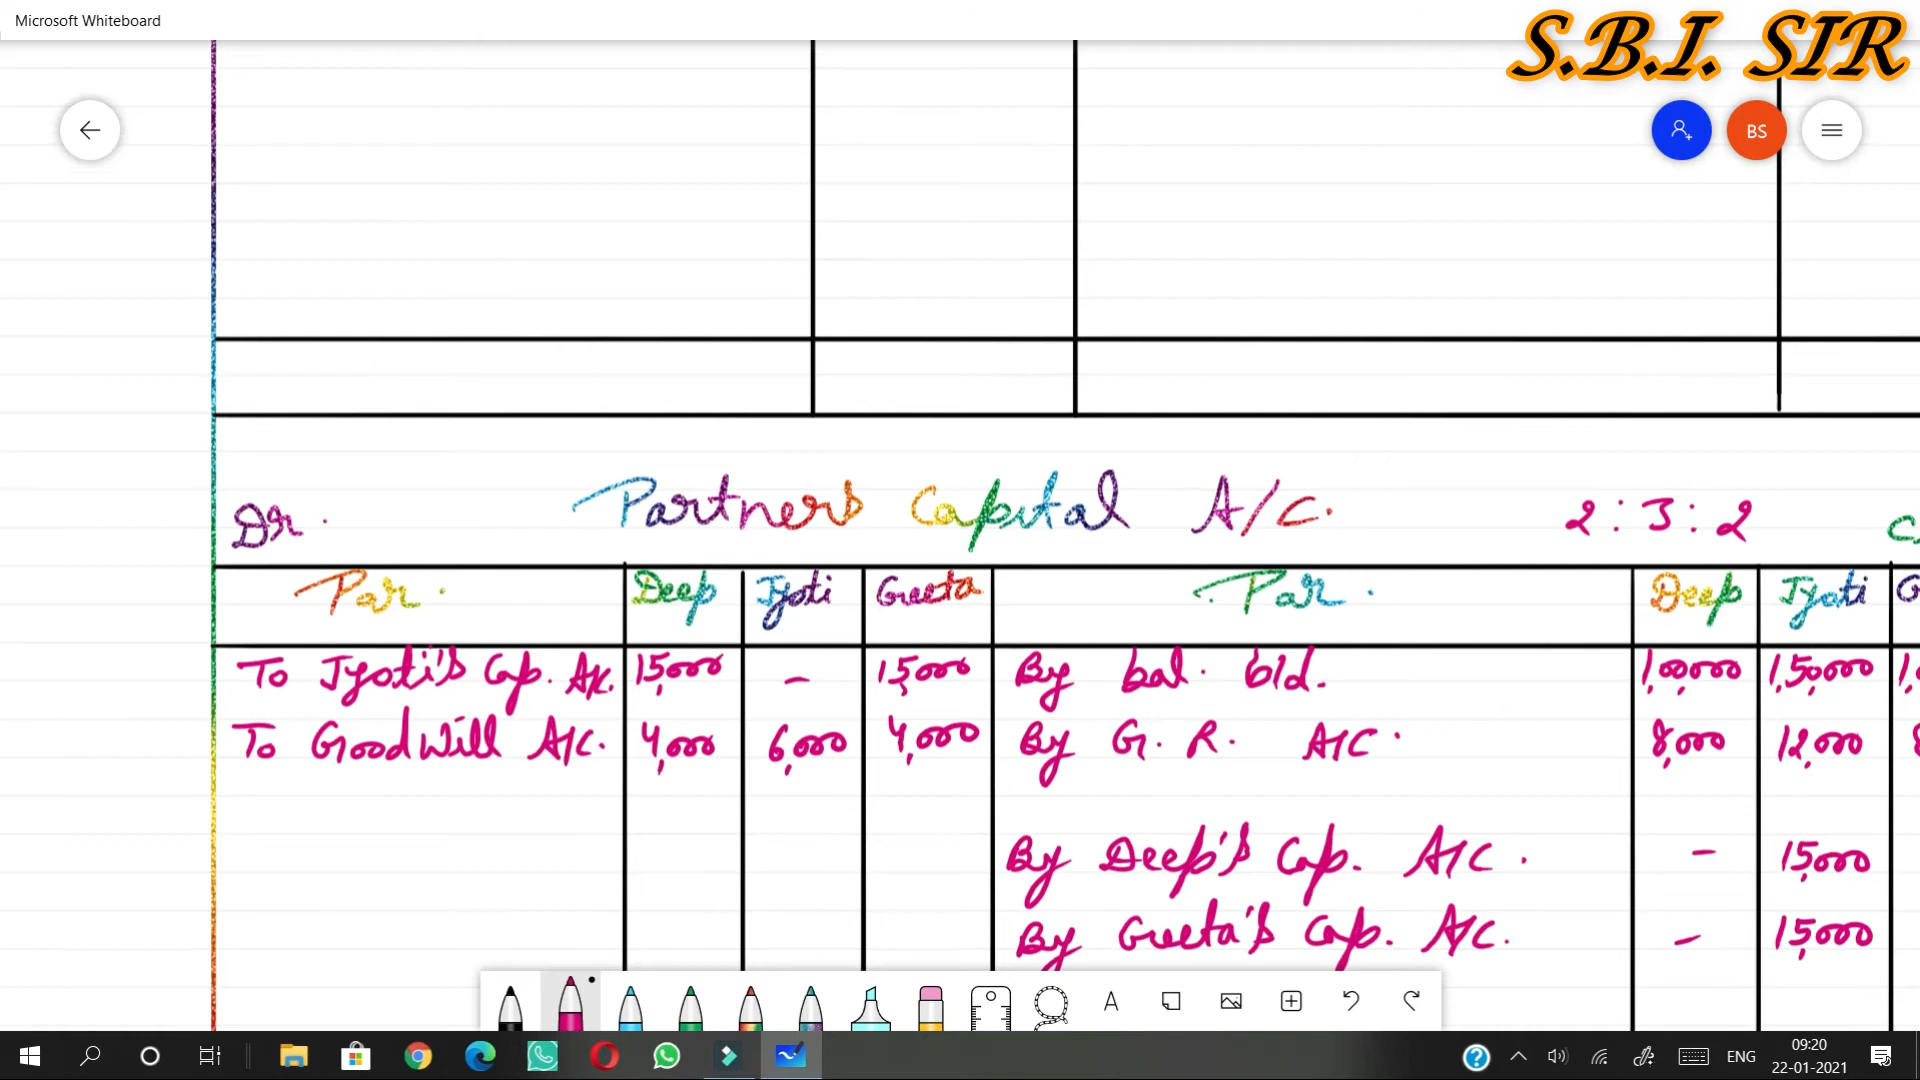 Microsoft Whiteboard
S.B.I. SIR
BS
Dr. Partners Capital A/C. 2:3:2
Par. Deep Jyoti Greeta Par. Deep Jyoti
To Jyoti's Cap. A/c. 15,000 - 15,000 By bal. b/d. 1,00,000 1,50,000
To Goodwill A/C. 4,000 6,000 4,000 By G. R. A/C. 8,000 12,000
By Deep's Cap. A/C. - 15,000
By Greeta's Cap. A/C. - 15,000
A
ENG
09:20
22-01-2021